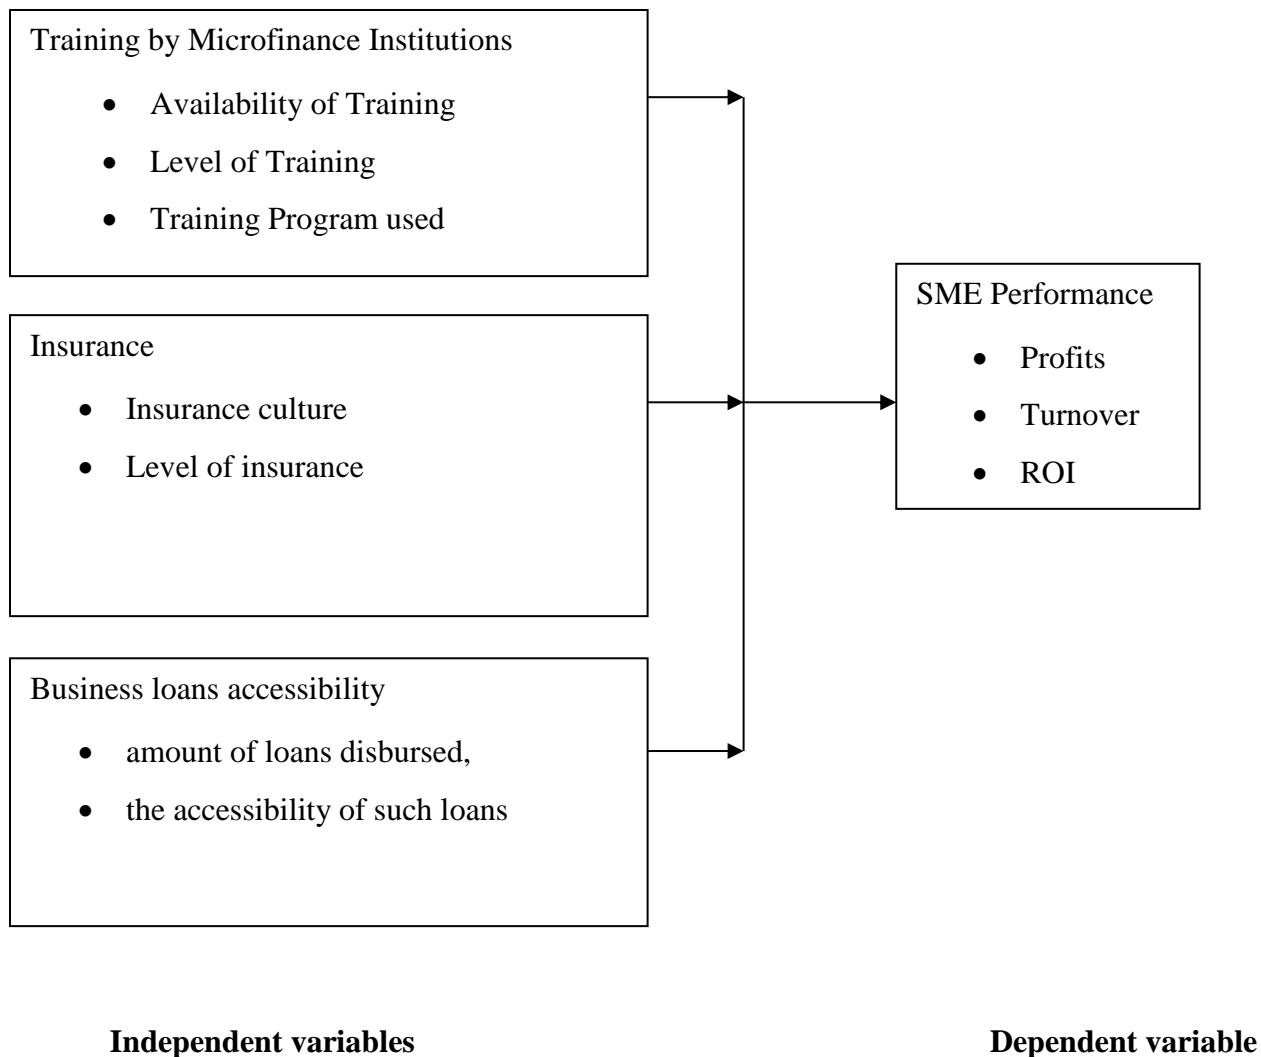 Training by Microfinance Institutions
• Availability of Training
• Level of Training
• Training Program used
Insurance
• Insurance culture
• Level of insurance
Business loans accessibility
• amount of loans disbursed,
• the accessibility of such loans
SME Performance
• Profits
• Turnover
• ROI
Independent variables
Dependent variable